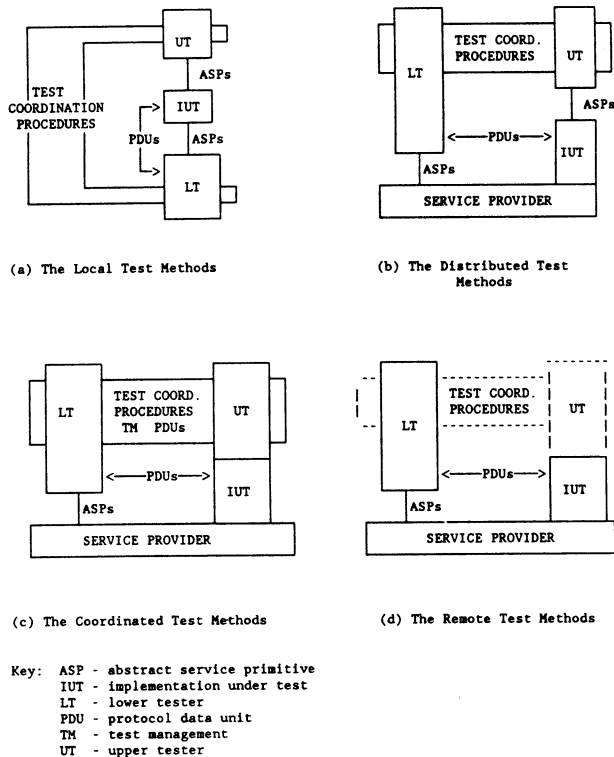 UT
ASPs
TEST
COORDINATION
PROCEDURES
IUT
PDUs
ASPs
LT
(a) The Local Test Methods
TEST COORD.
PROCEDURES
LT
UT
ASPs
<——PDUs——>
IUT
ASPs
SERVICE PROVIDER
(b) The Distributed Test
Methods
LT
TEST COORD.
PROCEDURES
TM PDUs
UT
<——PDUs——>
IUT
ASPs
SERVICE PROVIDER
(c) The Coordinated Test Methods
LT
TEST COORD.
PROCEDURES
UT
<——PDUs——>
IUT
ASPs
SERVICE PROVIDER
(d) The Remote Test Methods
Key: ASP - abstract service primitive
IUT - implementation under test
LT - lower tester
PDU - protocol data unit
TM - test management
UT - upper tester